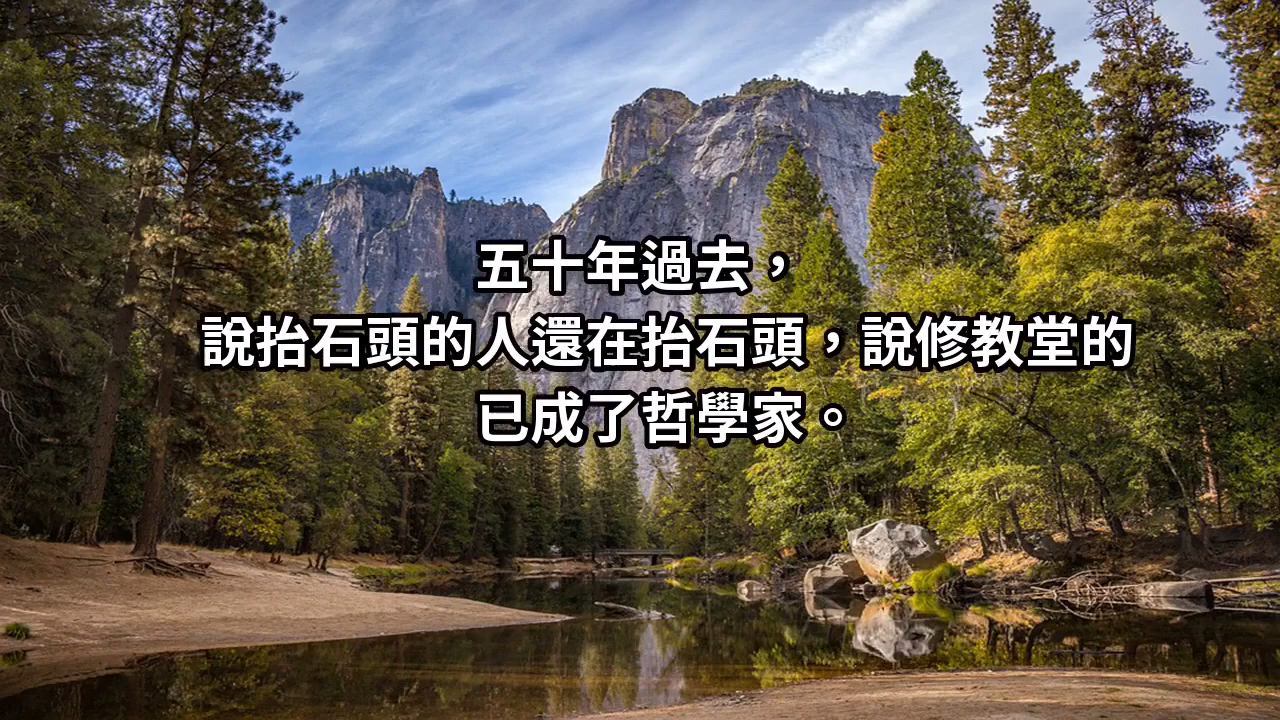 五十年過去，
說抬石頭的人還在抬石頭，說修教堂的
已成了哲學家。